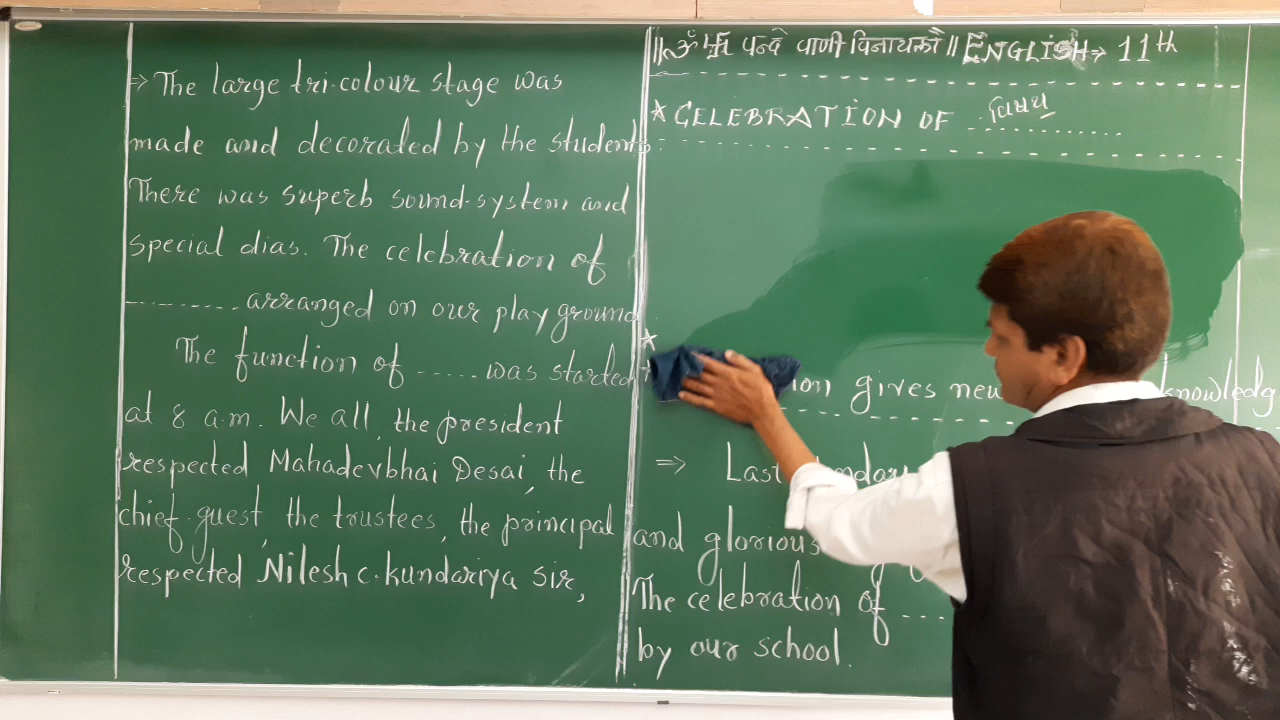 ⇒ The large tri-colour stage was
made and decorated by the students.
There was superb sound-system and
special dias. The celebration of
.......... arranged on our play ground.
The function of ...... was started
at 8 a.m. We all, the president
respected Mahadevbhai Desai, the
chief-guest, the trustees, the principal
respected Nilesh c. kundariya sir,
॥ ॐ 卐 वन्दे वाणी विनायकौ ॥ ENGLISH → 11th
* CELEBRATION OF ............
*
ion gives new knowledg
⇒ Last
and glorious
The celebration of ....
by our school.